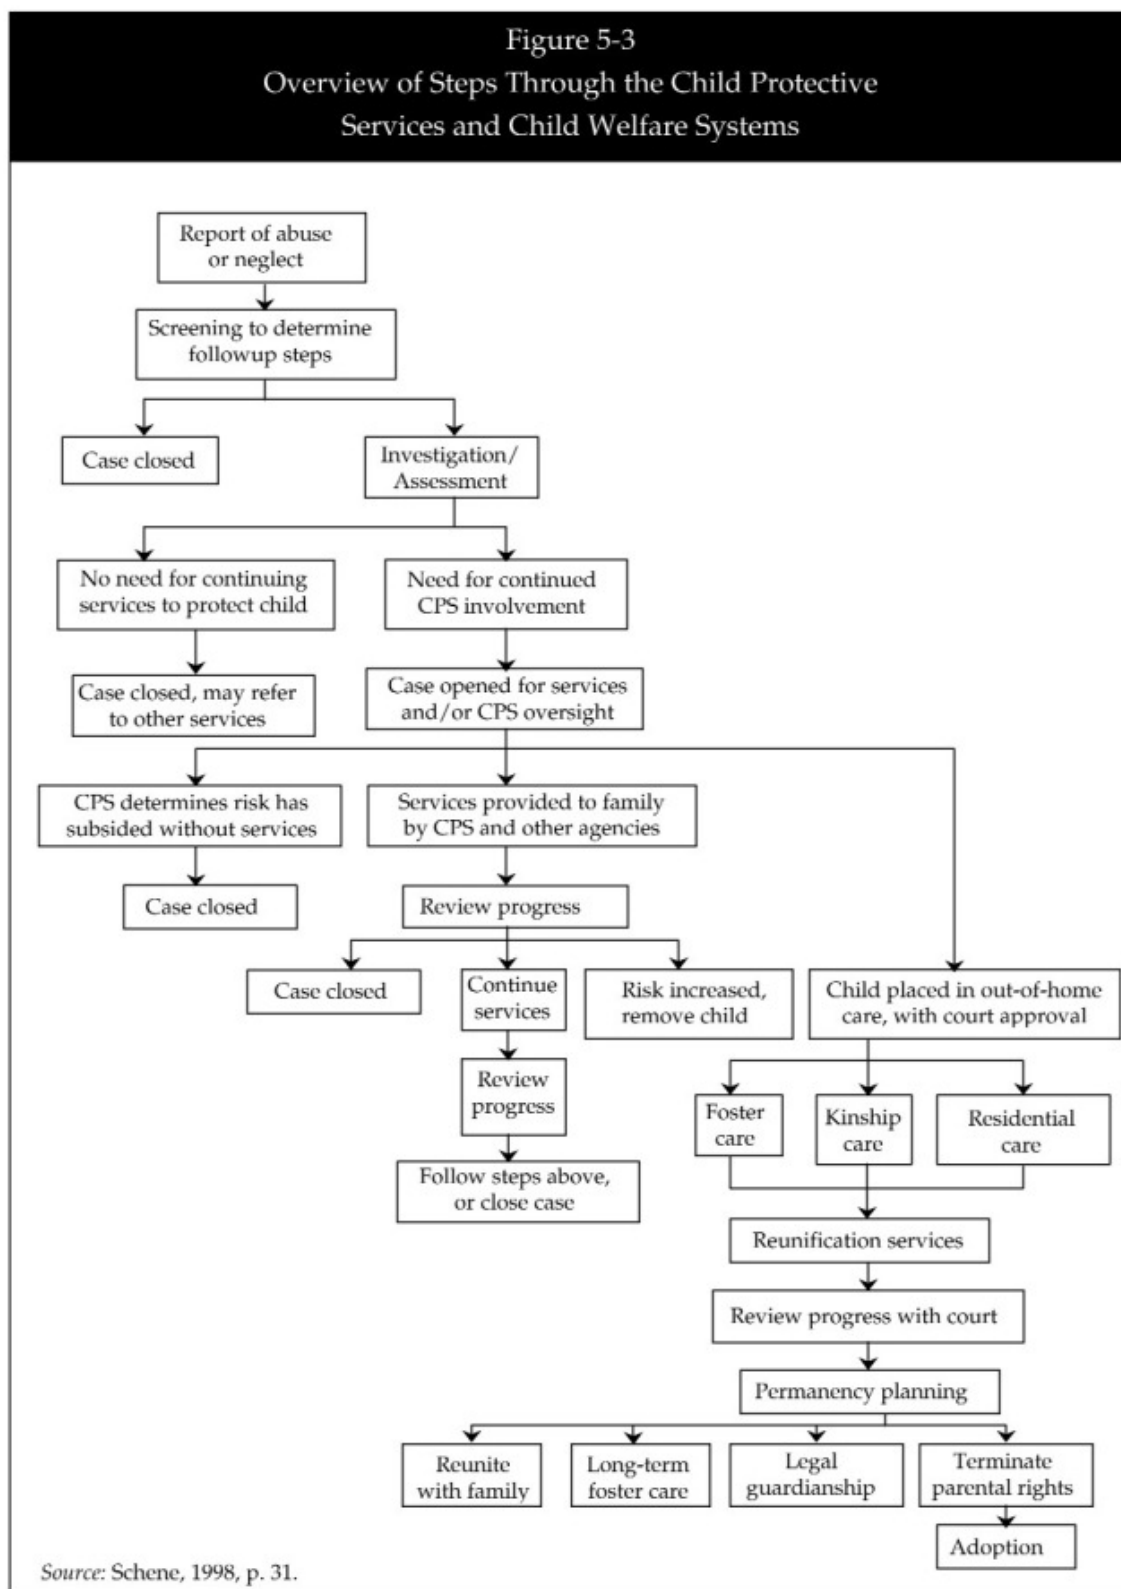 Figure 5-3
Overview of Steps Through the Child Protective
Services and Child Welfare Systems
Report of abuse
or neglect
Screening to determine
followup steps
Case closed
Investigation/
Assessment
No need for continuing
services to protect child
Need for continued
CPS involvement
Case closed, may refer
to other services
Case opened for services
and/or CPS oversight
CPS determines risk has
subsided without services
Services provided to family
by CPS and other agencies
Case closed
Review progress
Case closed
Continue
services
Risk increased,
remove child
Child placed in out-of-home
care, with court approval
Review
progress
Foster
care
Kinship
care
Residential
care
Follow steps above,
or close case
Reunification services
Review progress with court
Permanency planning
Reunite
with family
Long-term
foster care
Legal
guardianship
Terminate
parental rights
Adoption
Source: Schene, 1998, p. 31.